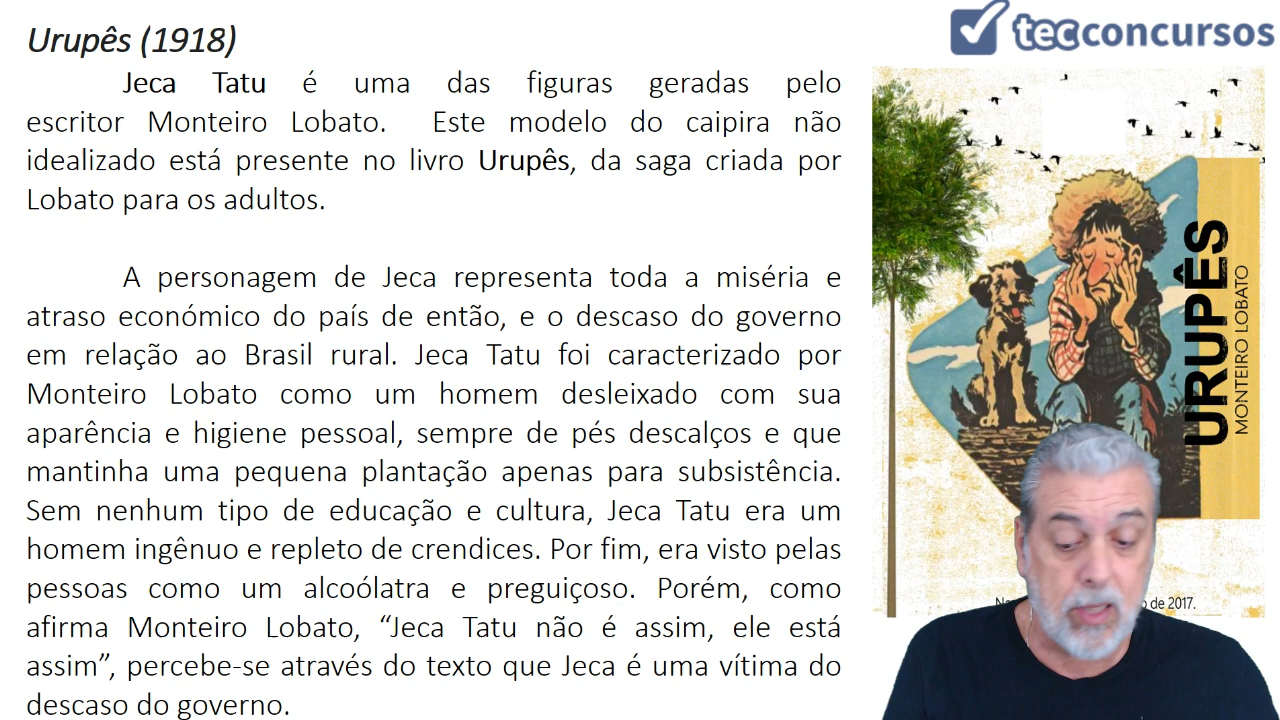 Urupês (1918)
Jeca Tatu é uma das figuras geradas pelo
escritor Monteiro Lobato. Este modelo do caipira não
idealizado está presente no livro Urupês, da saga criada por
Lobato para os adultos.
A personagem de Jeca representa toda a miséria e
atraso económico do país de então, e o descaso do governo
em relação ao Brasil rural. Jeca Tatu foi caracterizado por
Monteiro Lobato como um homem desleixado com sua
aparência e higiene pessoal, sempre de pés descalços e que
mantinha uma pequena plantação apenas para subsistência.
Sem nenhum tipo de educação e cultura, Jeca Tatu era um
homem ingênuo e repleto de crendices. Por fim, era visto pelas
pessoas como um alcoólatra e preguiçoso. Porém, como
afirma Monteiro Lobato, “Jeca Tatu não é assim, ele está
assim”, percebe-se através do texto que Jeca é uma vítima do
descaso do governo.
tecconcursos
URUPÊS
MONTEIRO LOBATO
de 2017.